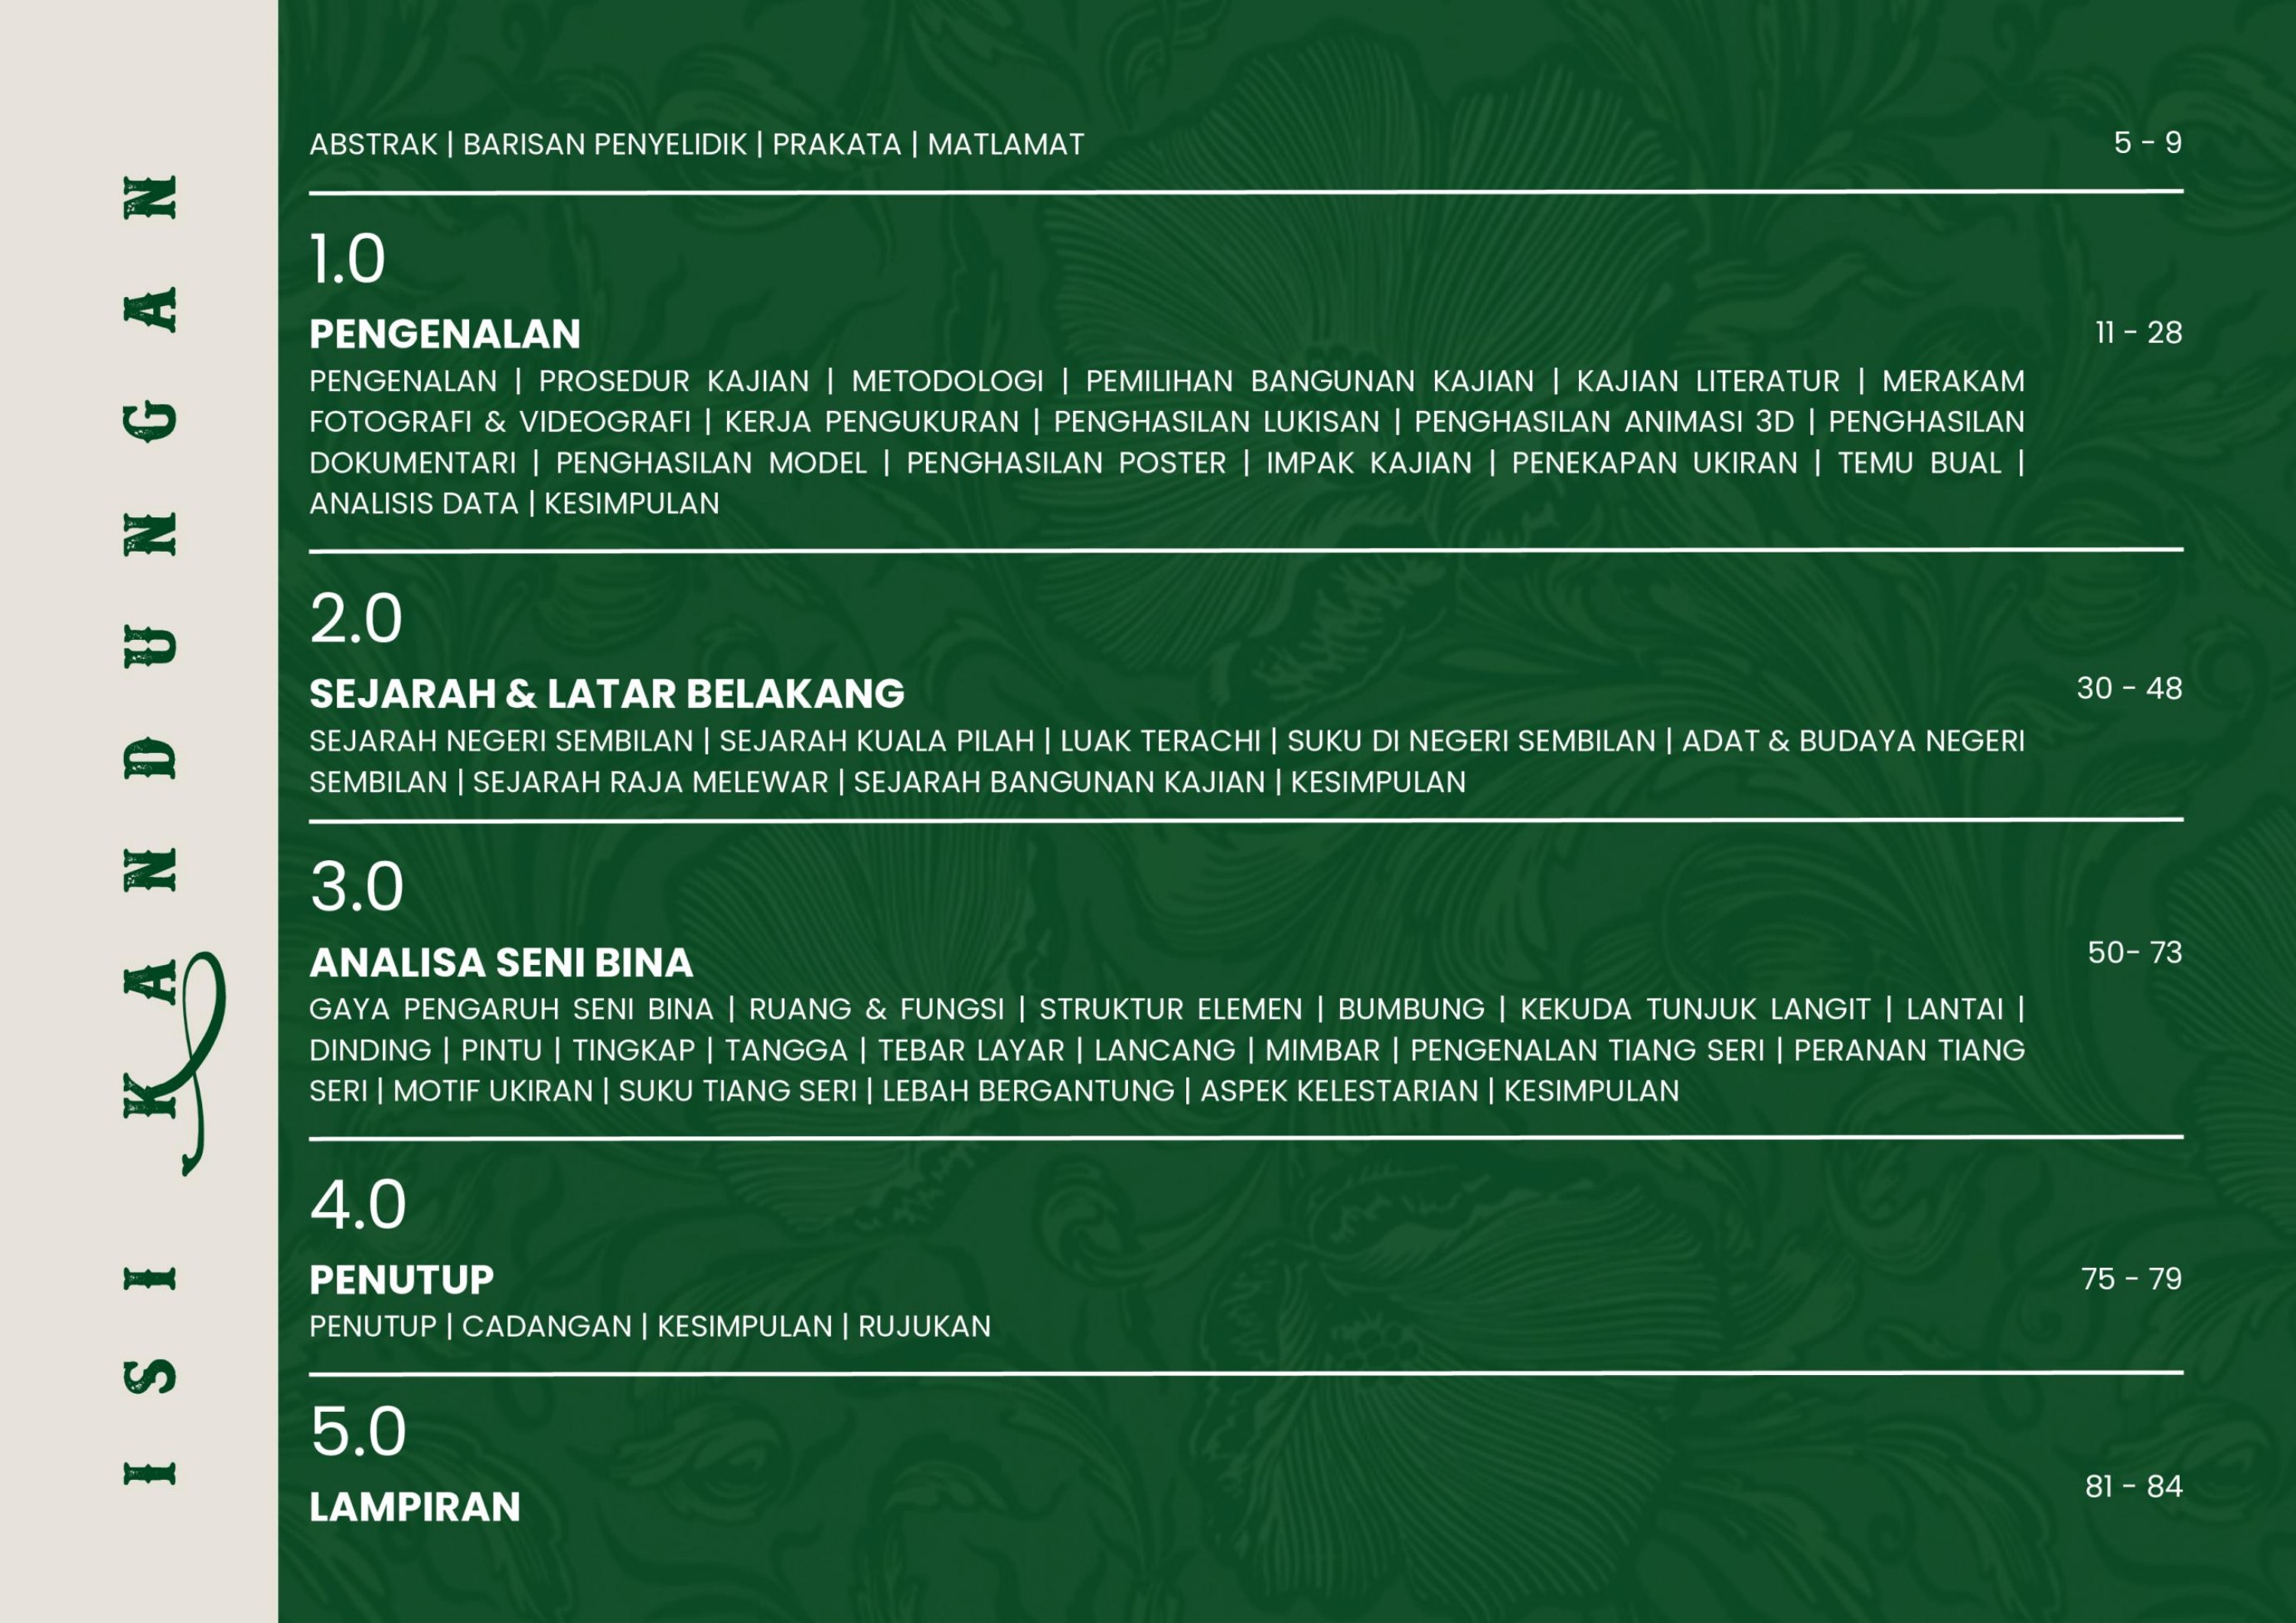 ISI KANDUNGAN
ABSTRAK | BARISAN PENYELIDIK | PRAKATA | MATLAMAT
5 - 9
1.0
PENGENALAN
11 - 28
PENGENALAN | PROSEDUR KAJIAN | METODOLOGI | PEMILIHAN BANGUNAN KAJIAN | KAJIAN LITERATUR | MERAKAM
FOTOGRAFI & VIDEOGRAFI | KERJA PENGUKURAN | PENGHASILAN LUKISAN | PENGHASILAN ANIMASI 3D | PENGHASILAN
DOKUMENTARI | PENGHASILAN MODEL | PENGHASILAN POSTER | IMPAK KAJIAN | PENEKAPAN UKIRAN | TEMU BUAL |
ANALISIS DATA | KESIMPULAN
2.0
SEJARAH & LATAR BELAKANG
30 - 48
SEJARAH NEGERI SEMBILAN | SEJARAH KUALA PILAH | LUAK TERACHI | SUKU DI NEGERI SEMBILAN | ADAT & BUDAYA NEGERI
SEMBILAN | SEJARAH RAJA MELEWAR | SEJARAH BANGUNAN KAJIAN | KESIMPULAN
3.0
ANALISA SENI BINA
50- 73
GAYA PENGARUH SENI BINA | RUANG & FUNGSI | STRUKTUR ELEMEN | BUMBUNG | KEKUDA TUNJUK LANGIT | LANTAI |
DINDING | PINTU | TINGKAP | TANGGA | TEBAR LAYAR | LANCANG | MIMBAR | PENGENALAN TIANG SERI | PERANAN TIANG
SERI | MOTIF UKIRAN | SUKU TIANG SERI | LEBAH BERGANTUNG | ASPEK KELESTARIAN | KESIMPULAN
4.0
PENUTUP
75 - 79
PENUTUP | CADANGAN | KESIMPULAN | RUJUKAN
5.0
LAMPIRAN
81 - 84